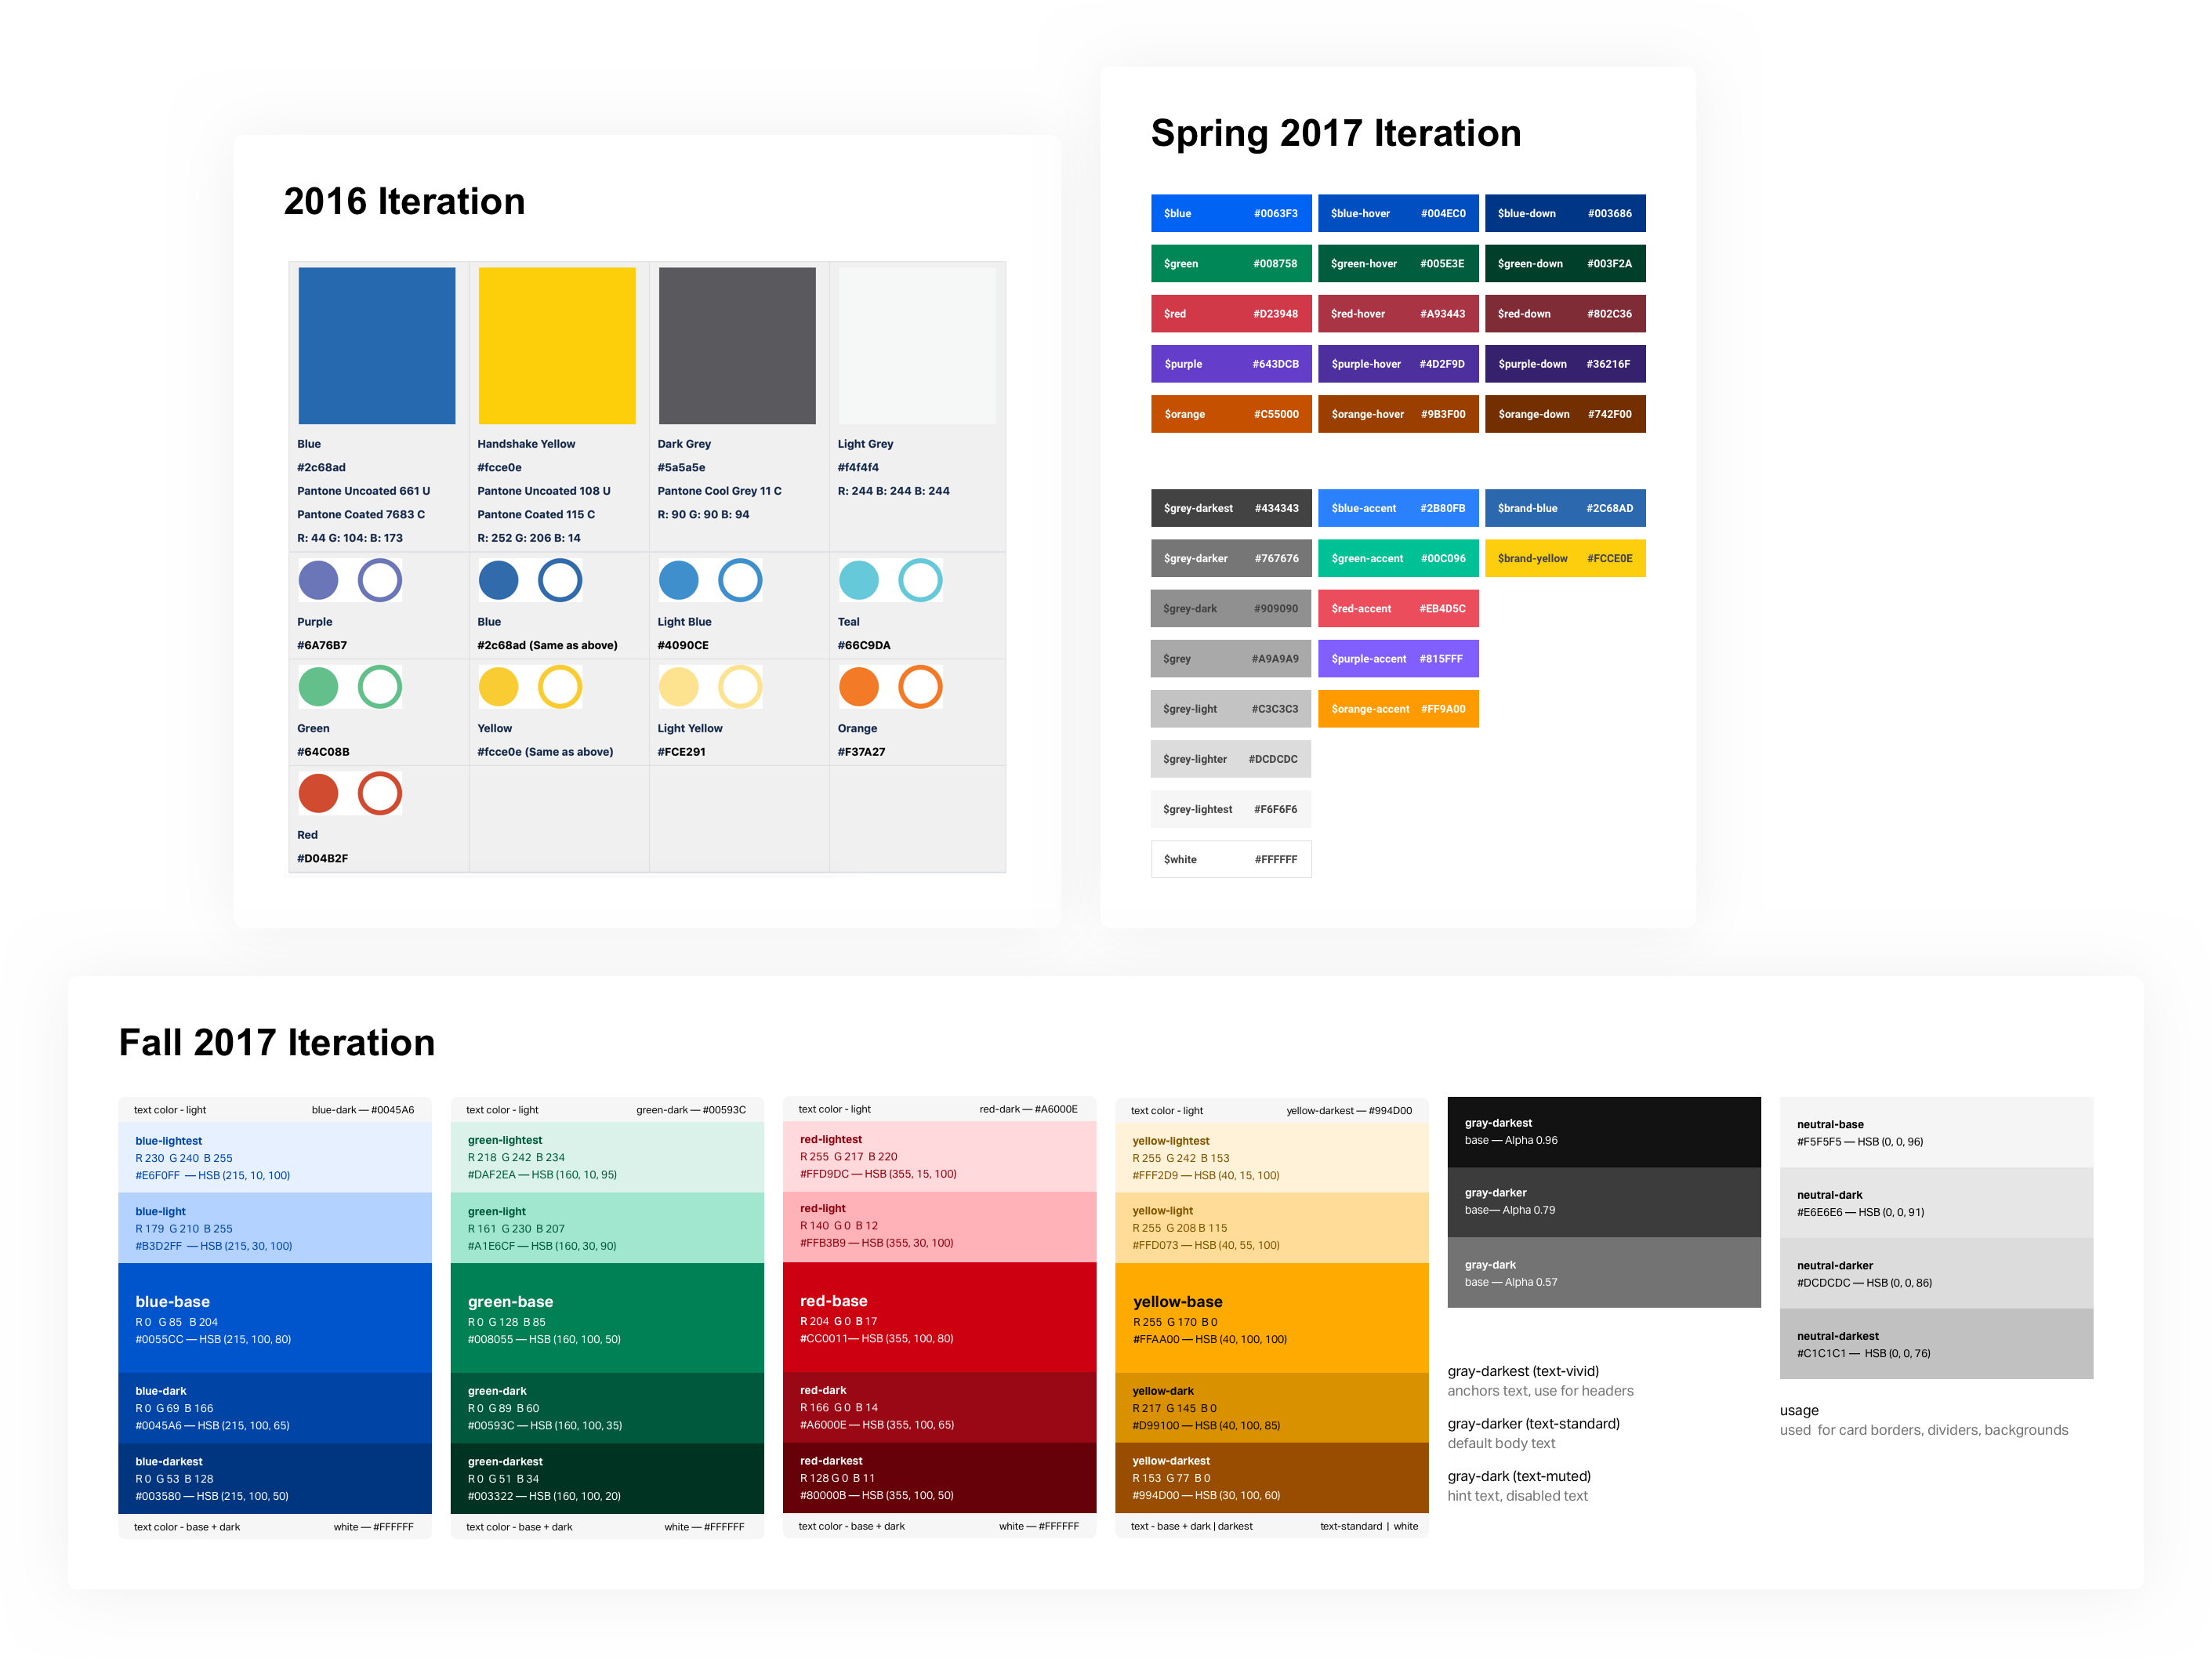 2016 Iteration
Blue
#2c68ad
Pantone Uncoated 661 U
Pantone Coated 7683 C
R: 44 G: 104: B: 173
Handshake Yellow
#fcce0e
Pantone Uncoated 108 U
Pantone Coated 115 C
R: 252 G: 206 B: 14
Dark Grey
#5a5a5e
Pantone Cool Grey 11 C
R: 90 G: 90 B: 94
Light Grey
#f4f4f4
R: 244 B: 244 B: 244
Purple
#6A76B7
Blue
#2c68ad (Same as above)
Light Blue
#4090CE
Teal
#66C9DA
Green
#64C08B
Yellow
#fcce0e (Same as above)
Light Yellow
#FCE291
Orange
#F37A27
Red
#D04B2F
Spring 2017 Iteration
$blue #0063F3 $blue-hover #004EC0 $blue-down #003686
$green #008758 $green-hover #005E3E $green-down #003F2A
$red #D23948 $red-hover #A93443 $red-down #802C36
$purple #643DCB $purple-hover #4D2F9D $purple-down #36216F
$orange #C55000 $orange-hover #9B3F00 $orange-down #742F00
$grey-darkest #434343 $blue-accent #2B80FB $brand-blue #2C68AD
$grey-darker #767676 $green-accent #00C096 $brand-yellow #FCCE0E
$grey-dark #909090 $red-accent #EB4D5C
$grey #A9A9A9 $purple-accent #815FFF
$grey-light #C3C3C3 $orange-accent #FF9A00
$grey-lighter #DCDCDC
$grey-lightest #F6F6F6
$white #FFFFFF
Fall 2017 Iteration
text color - light blue-dark — #0045A6
blue-lightest
R 230 G 240 B 255
#E6F0FF — HSB (215, 10, 100)
blue-light
R 179 G 210 B 255
#B3D2FF — HSB (215, 30, 100)
blue-base
R 0 G 85 B 204
#0055CC — HSB (215, 100, 80)
blue-dark
R 0 G 69 B 166
#0045A6 — HSB (215, 100, 65)
blue-darkest
R 0 G 53 B 128
#003580 — HSB (215, 100, 50)
text color - base + dark white — #FFFFFF
text color - light green-dark — #00593C
green-lightest
R 218 G 242 B 234
#DAF2EA — HSB (160, 10, 95)
green-light
R 161 G 230 B 207
#A1E6CF — HSB (160, 30, 90)
green-base
R 0 G 128 B 85
#008055 — HSB (160, 100, 50)
green-dark
R 0 G 89 B 60
#00593C — HSB (160, 100, 35)
green-darkest
R 0 G 51 B 34
#003322 — HSB (160, 100, 20)
text color - base + dark white — #FFFFFF
text color - light red-dark — #A6000E
red-lightest
R 255 G 217 B 220
#FFD9DC — HSB (355, 15, 100)
red-light
R 140 G 0 B 12
#FFB3B9 — HSB (355, 30, 100)
red-base
R 204 G 0 B 17
#CC0011— HSB (355, 100, 80)
red-dark
R 166 G 0 B 14
#A6000E — HSB (355, 100, 65)
red-darkest
R 128 G 0 B 11
#80000B — HSB (355, 100, 50)
text color - base + dark white — #FFFFFF
text color - light yellow-darkest — #994D00
yellow-lightest
R 255 G 242 B 153
#FFF2D9 — HSB (40, 15, 100)
yellow-light
R 255 G 208 B 115
#FFD073 — HSB (40, 55, 100)
yellow-base
R 255 G 170 B 0
#FFAA00 — HSB (40, 100, 100)
yellow-dark
R 217 G 145 B 0
#D99100 — HSB (40, 100, 85)
yellow-darkest
R 153 G 77 B 0
#994D00 — HSB (30, 100, 60)
text - base + dark | darkest text-standard | white
gray-darkest
base — Alpha 0.96
gray-darker
base— Alpha 0.79
gray-dark
base — Alpha 0.57
gray-darkest (text-vivid)
anchors text, use for headers
gray-darker (text-standard)
default body text
gray-dark (text-muted)
hint text, disabled text
neutral-base
#F5F5F5 — HSB (0, 0, 96)
neutral-dark
#E6E6E6 — HSB (0, 0, 91)
neutral-darker
#DCDCDC — HSB (0, 0, 86)
neutral-darkest
#C1C1C1 — HSB (0, 0, 76)
usage
used for card borders, dividers, backgrounds